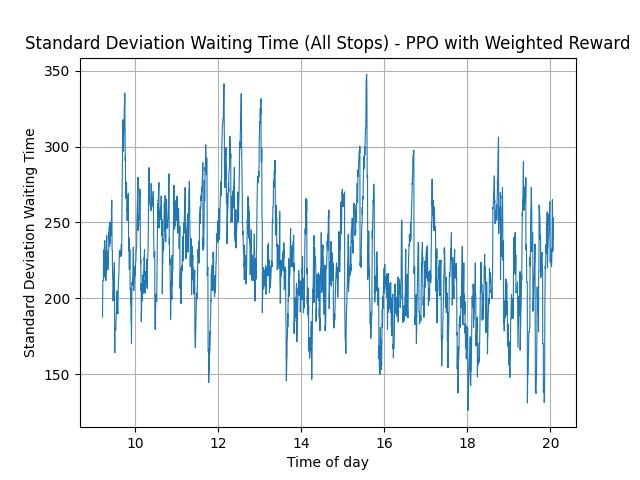 Standard Deviation Waiting Time (All Stops) - PPO with Weighted Reward
350
300
250
200
150
Standard Deviation Waiting Time
10 12 14 16 18 20
Time of day